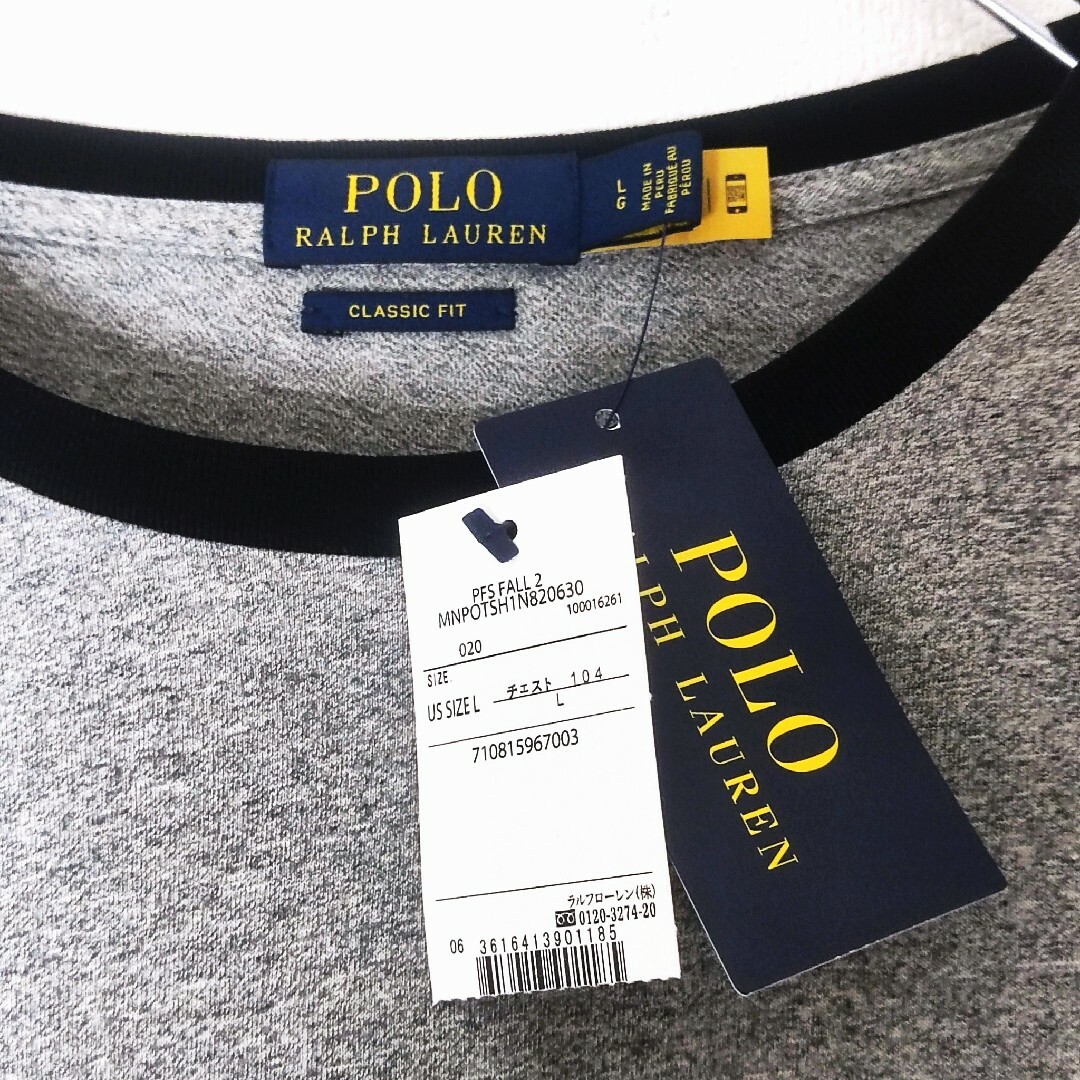 POLO
RALPH LAUREN
L-G
MADE IN
PERU
FABRIQUÉ AU
PÉROU
CLASSIC FIT
PFS FALL 2
MNPOTSH1N820630
100016261
020
SIZE
US SIZE L
チェスト 104
L
710815967003
ラルフローレン(株)
0120-3274-20
06 3616413901185
POLO
LPH LAUREN